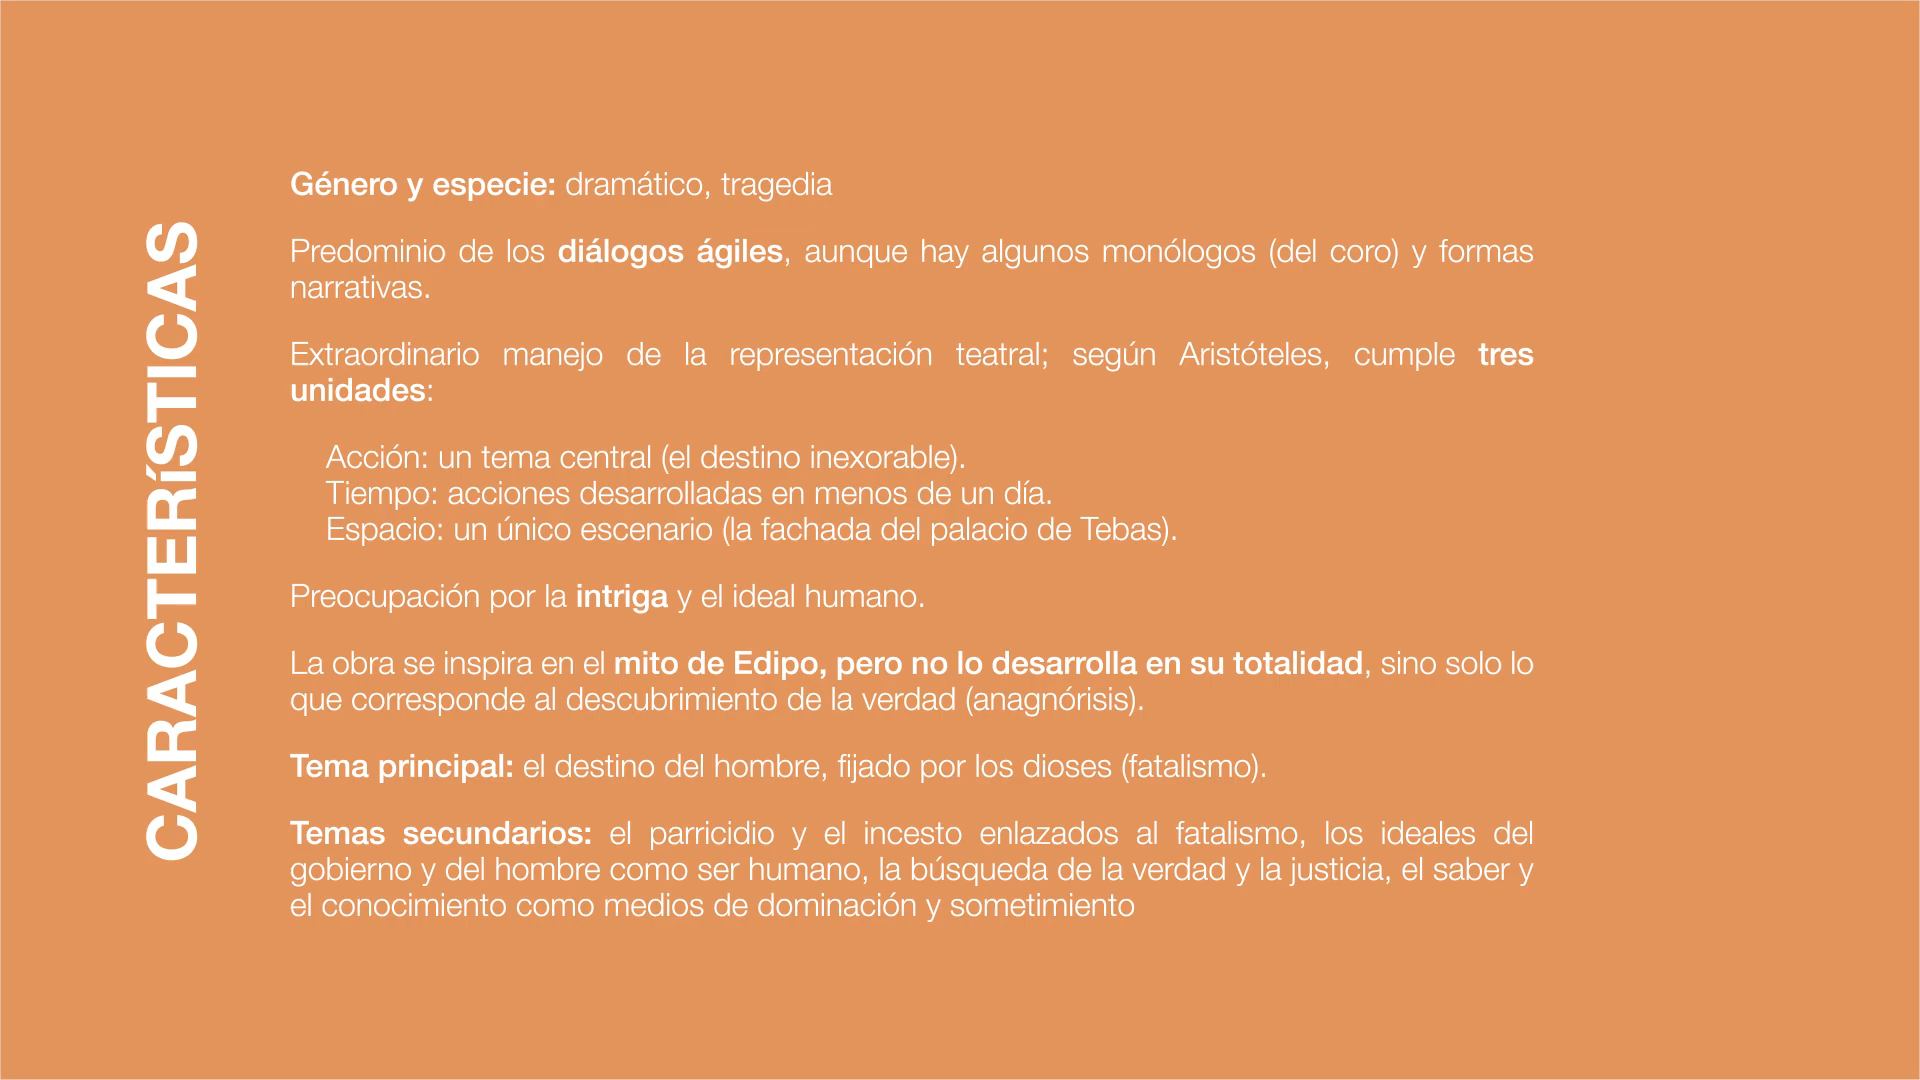 CARACTERíSTICAS
Género y especie: dramático, tragedia
Predominio de los diálogos ágiles, aunque hay algunos monólogos (del coro) y formas
narrativas.
Extraordinario manejo de la representación teatral; según Aristóteles, cumple tres
unidades:
Acción: un tema central (el destino inexorable).
Tiempo: acciones desarrolladas en menos de un día.
Espacio: un único escenario (la fachada del palacio de Tebas).
Preocupación por la intriga y el ideal humano.
La obra se inspira en el mito de Edipo, pero no lo desarrolla en su totalidad, sino solo lo
que corresponde al descubrimiento de la verdad (anagnórisis).
Tema principal: el destino del hombre, fijado por los dioses (fatalismo).
Temas secundarios: el parricidio y el incesto enlazados al fatalismo, los ideales del
gobierno y del hombre como ser humano, la búsqueda de la verdad y la justicia, el saber y
el conocimiento como medios de dominación y sometimiento